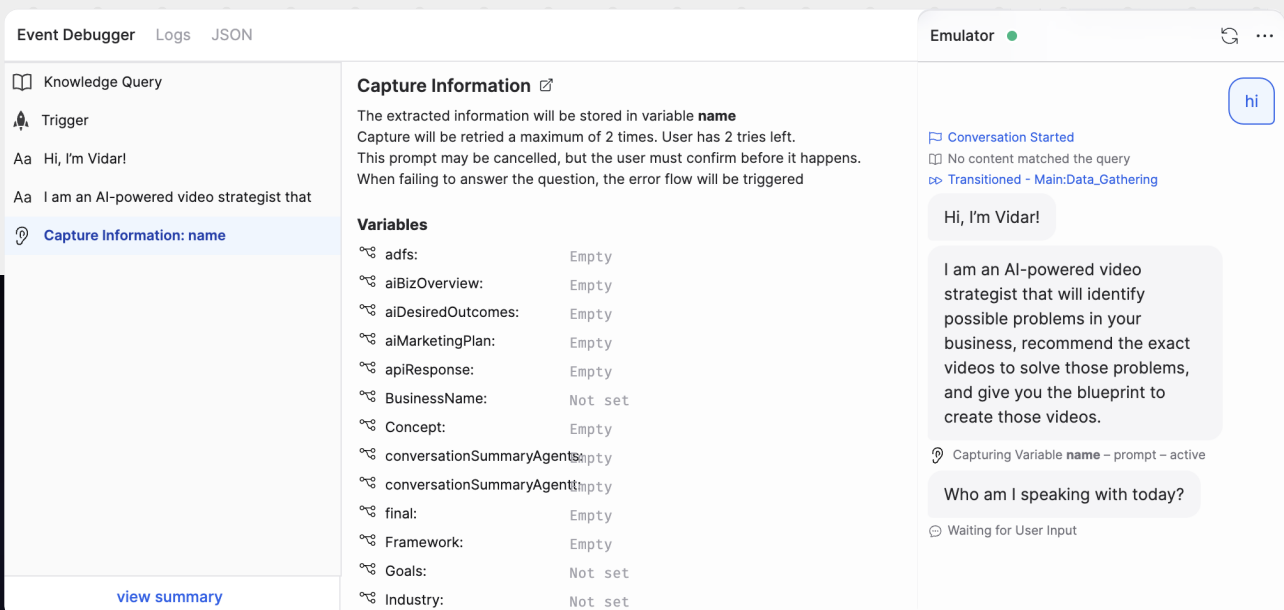 Event Debugger
Logs
JSON
Knowledge Query
Trigger
Aa Hi, I'm Vidar!
Aa I am an AI-powered video strategist that
Capture Information: name
view summary
Capture Information
The extracted information will be stored in variable name
Capture will be retried a maximum of 2 times. User has 2 tries left.
This prompt may be cancelled, but the user must confirm before it happens.
When failing to answer the question, the error flow will be triggered
Variables
adfs: Empty
aiBizOverview: Empty
aiDesiredOutcomes: Empty
aiMarketingPlan: Empty
apiResponse: Empty
BusinessName: Not set
Concept: Empty
conversationSummaryAgents: Empty
conversationSummaryAgentt: Empty
final: Empty
Framework: Empty
Goals: Not set
Industry: Not set
Emulator
hi
Conversation Started
No content matched the query
Transitioned - Main:Data_Gathering
Hi, I'm Vidar!
I am an AI-powered video
strategist that will identify
possible problems in your
business, recommend the exact
videos to solve those problems,
and give you the blueprint to
create those videos.
Capturing Variable name – prompt – active
Who am I speaking with today?
Waiting for User Input